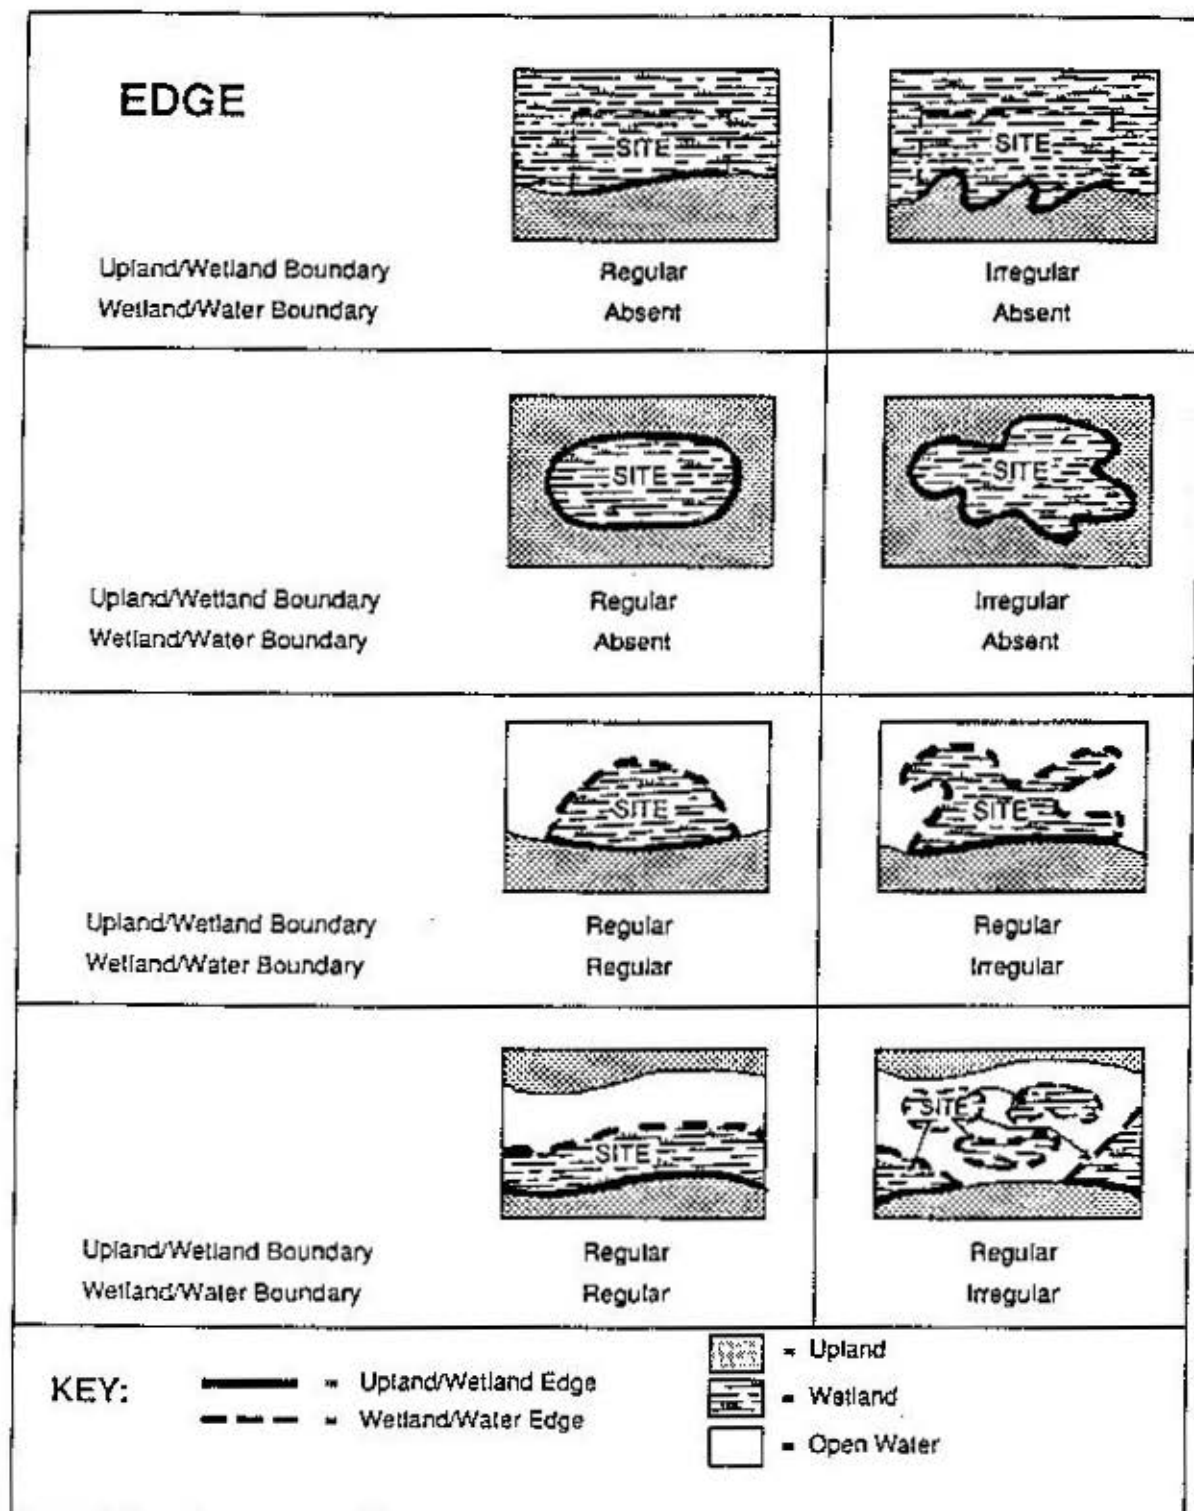 EDGE
SITE
SITE
Upland/Wetland Boundary Regular Irregular
Wetland/Water Boundary Absent Absent
SITE
SITE
Upland/Wetland Boundary Regular Irregular
Wetland/Water Boundary Absent Absent
SITE
SITE
Upland/Wetland Boundary Regular Regular
Wetland/Water Boundary Regular Irregular
SITE
SITE
Upland/Wetland Boundary Regular Regular
Wetland/Water Boundary Regular Irregular
KEY:
= Upland/Wetland Edge
= Wetland/Water Edge
= Upland
= Wetland
= Open Water